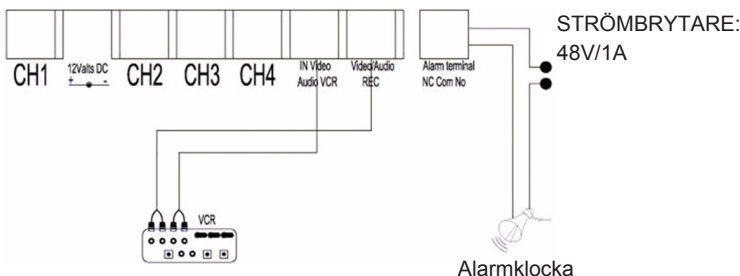 STRÖMBRYTARE:
48V/1A
CH1
12Valts DC
+ -
CH2
CH3
CH4
IN Video
Audio VCR
Video/Audio
REC
Alarm terminal
NC Com No
VCR
Alarmklocka